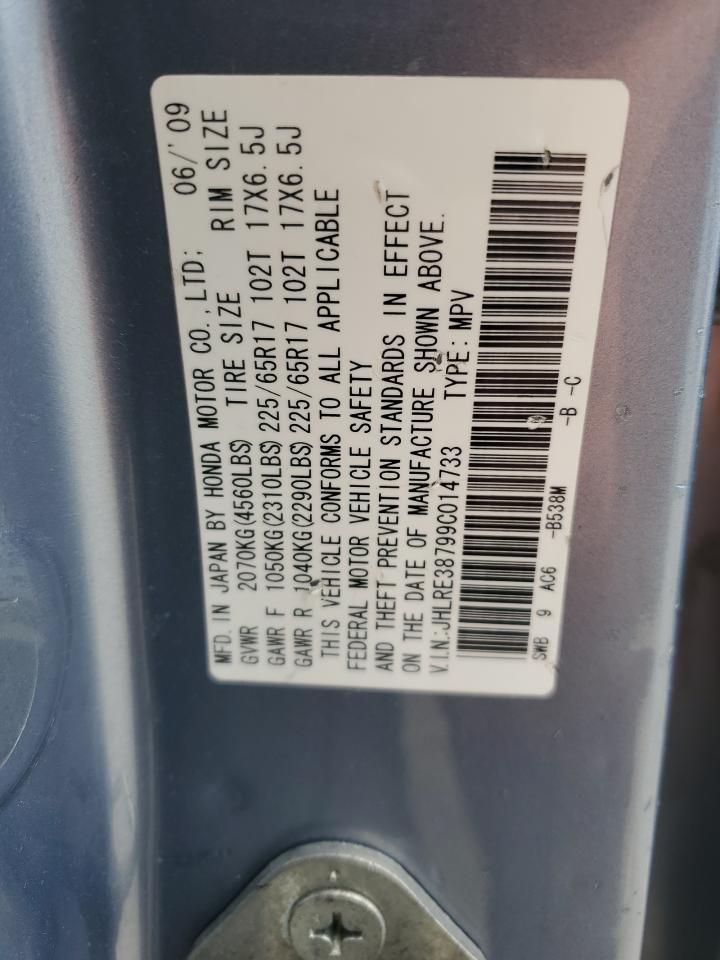 MFD. IN JAPAN BY HONDA MOTOR CO., LTD; 06/'09
GVWR 2070KG(4560LBS) TIRE SIZE RIM SIZE
GAWR F 1050KG(2310LBS) 225/65R17 102T 17X6.5J
GAWR R 1040KG(2290LBS) 225/65R17 102T 17X6.5J
THIS VEHICLE CONFORMS TO ALL APPLICABLE
FEDERAL MOTOR VEHICLE SAFETY
AND THEFT PREVENTION STANDARDS IN EFFECT
ON THE DATE OF MANUFACTURE SHOWN ABOVE.
V.I.N.:JHLRE38799C014733 TYPE:MPV
SWB 9 AC6 -B538M -B -C